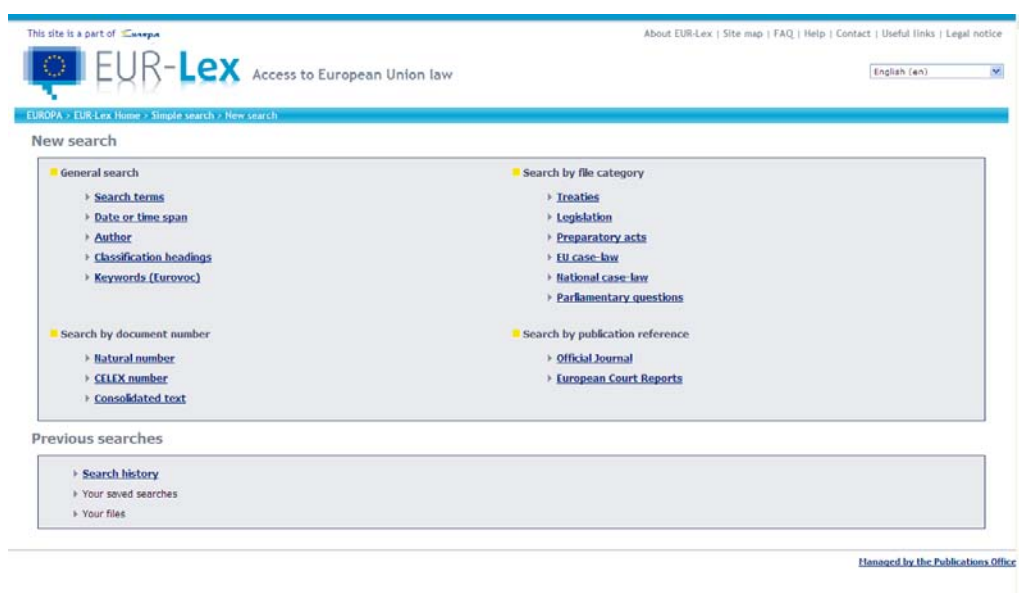 This site is a part of Europa
About EUR-Lex | Site map | FAQ | Help | Contact | Useful links | Legal notice
EUR-Lex Access to European Union law
English (en)
EUROPA > EUR-Lex Home > Simple search > New search
New search
General search
Search terms
Date or time span
Author
Classification headings
Keywords (Eurovoc)
Search by file category
Treaties
Legislation
Preparatory acts
EU case-law
National case-law
Parliamentary questions
Search by document number
Natural number
CELEX number
Consolidated text
Search by publication reference
Official Journal
European Court Reports
Previous searches
Search history
Your saved searches
Your files
Managed by the Publications Office